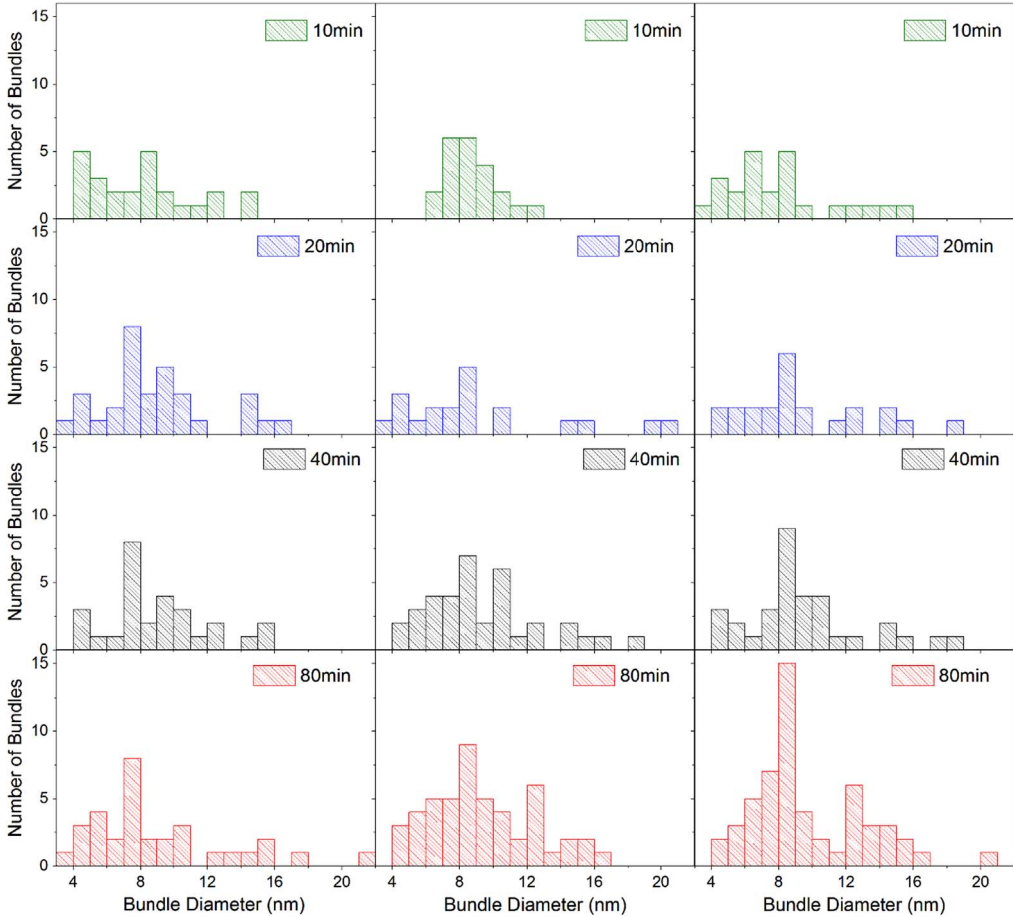 Number of Bundles
15
10
5
0
10min
10min
10min
Number of Bundles
15
10
5
0
20min
20min
20min
Number of Bundles
15
10
5
0
40min
40min
40min
Number of Bundles
15
10
5
0
80min
80min
80min
4 8 12 16 20
4 8 12 16 20
4 8 12 16 20
Bundle Diameter (nm)
Bundle Diameter (nm)
Bundle Diameter (nm)